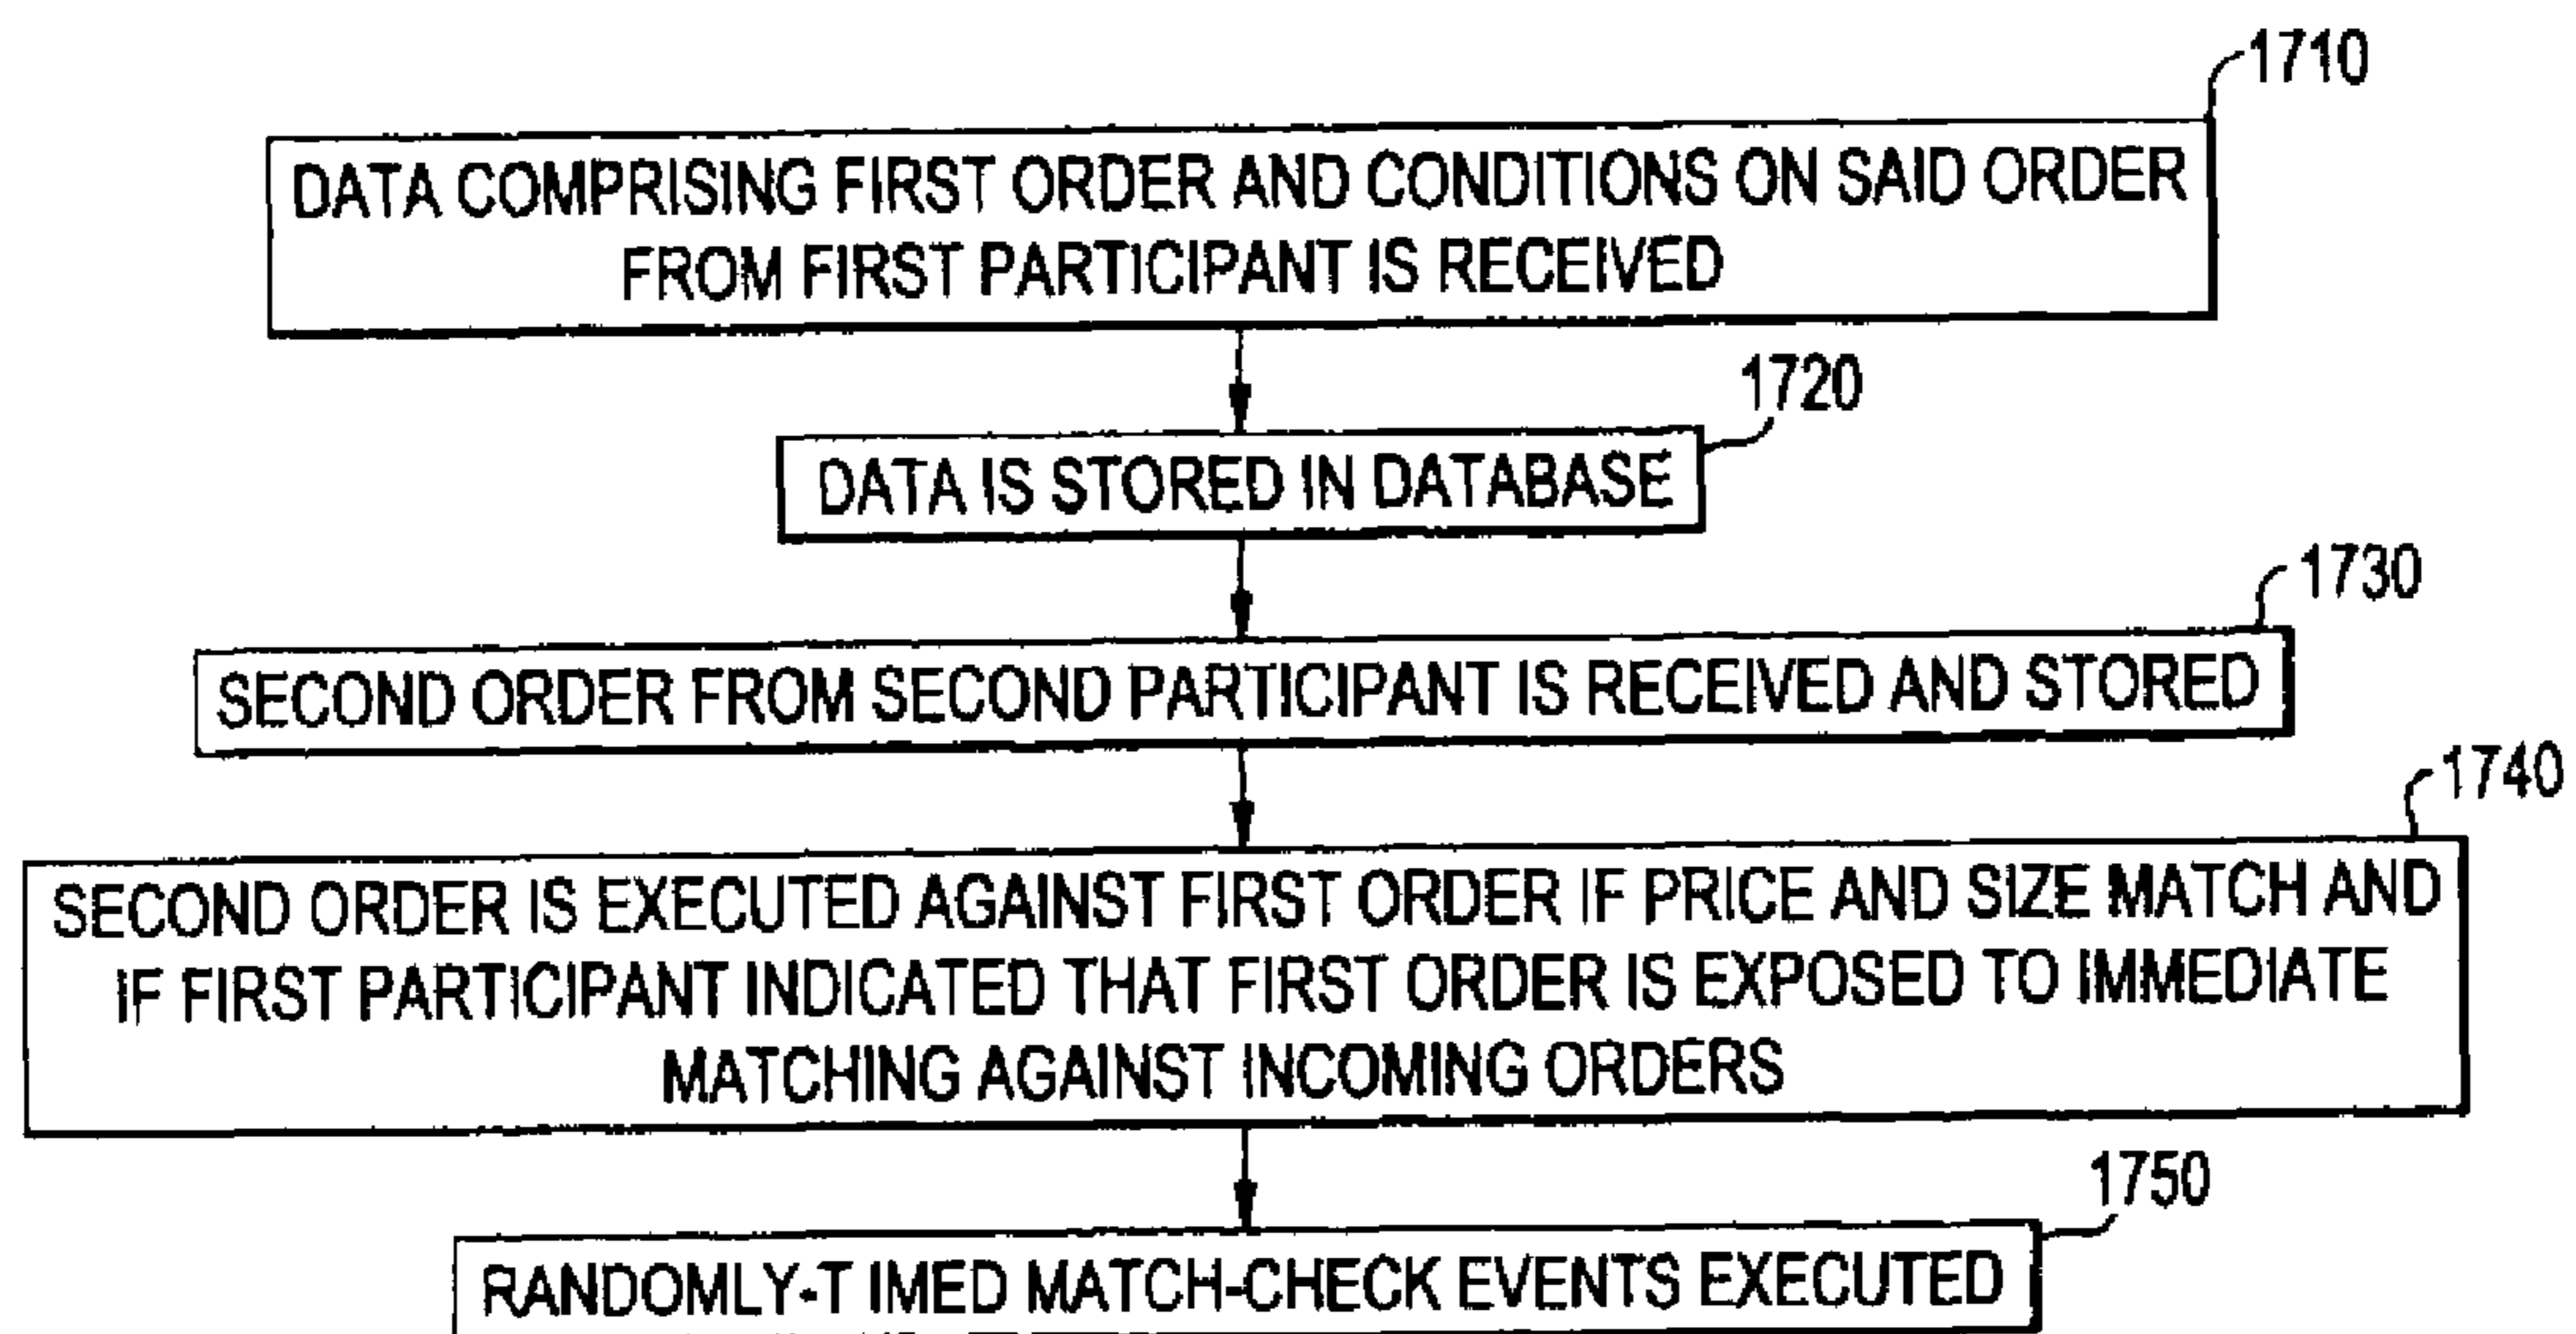 1710
DATA COMPRISING FIRST ORDER AND CONDITIONS ON SAID ORDER
FROM FIRST PARTICIPANT IS RECEIVED
1720
DATA IS STORED IN DATABASE
1730
SECOND ORDER FROM SECOND PARTICIPANT IS RECEIVED AND STORED
1740
SECOND ORDER IS EXECUTED AGAINST FIRST ORDER IF PRICE AND SIZE MATCH AND
IF FIRST PARTICIPANT INDICATED THAT FIRST ORDER IS EXPOSED TO IMMEDIATE
MATCHING AGAINST INCOMING ORDERS
1750
RANDOMLY-T IMED MATCH-CHECK EVENTS EXECUTED